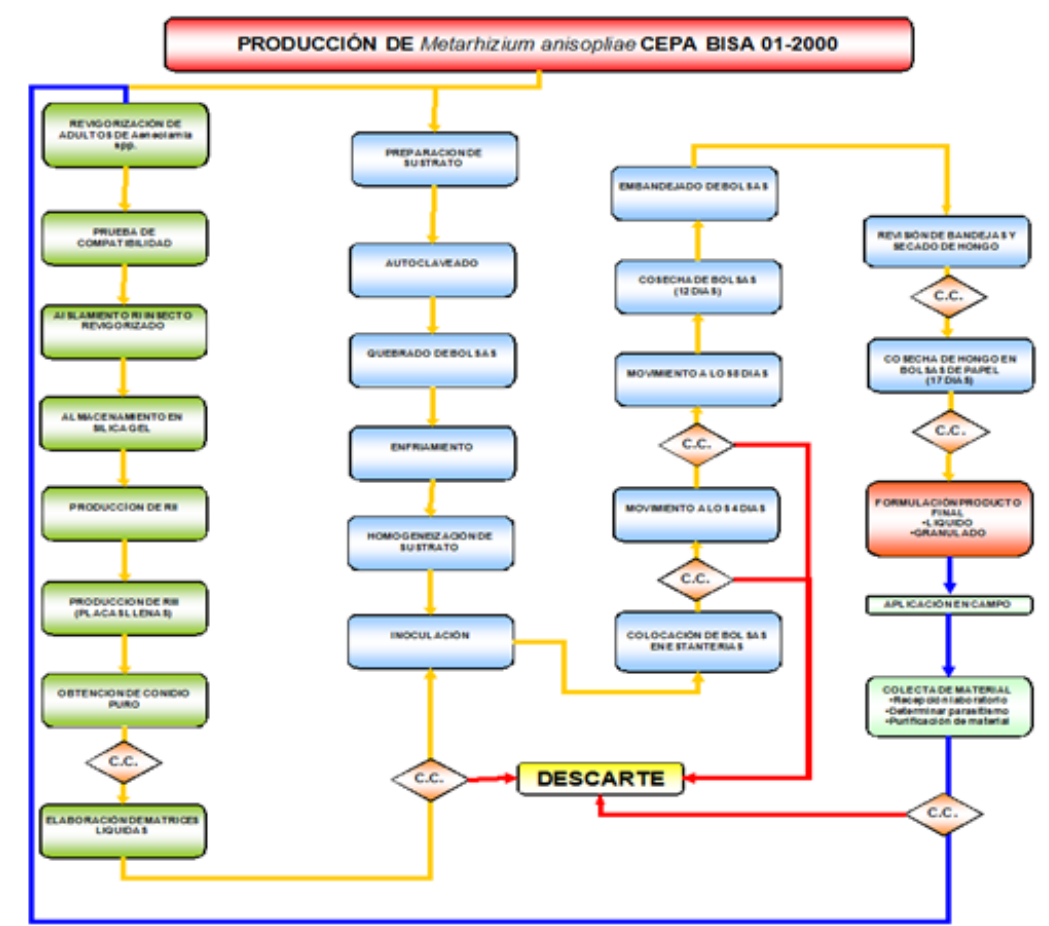 PRODUCCIÓN DE Metarhizium anisopliae CEPA BISA 01-2000
REVIGORIZACIÓN DE
ADULTOS DE Aeneolamia
spp.
PRUEBA DE
COMPATIBILIDAD
AISLAMIENTO RI INSECTO
REVIGORIZADO
ALMACENAMIENTO EN
SILICA GEL
PRODUCCÍON DE RII
PRODUCCION DE RIII
(PLACAS LLENAS)
OBTENCION DE CONIDIO
PURO
C.C.
ELABORACIÓN DE MATRICES
LIQUIDAS
PREPARACION DE
SUSTRATO
AUTOCLAVEADO
QUEBRADO DE BOLSAS
ENFRIAMIENTO
HOMOGENEIZACIÓN DE
SUSTRATO
INOCULACIÓN
C.C.
DESCARTE
EMBANDEJADO DE BOLSAS
COSECHA DE BOLSAS
(12 DIAS)
MOVIMIENTO A LOS 8 DIAS
C.C.
MOVIMIENTO A LOS 4 DIAS
C.C.
COLOCACIÓN DE BOLSAS
EN ESTANTERIAS
REVISIÓN DE BANDEJAS Y
SECADO DE HONGO
C.C.
COSECHA DE HONGO EN
BOLSAS DE PAPEL
(17 DIAS)
C.C.
FORMULACIÓN PRODUCTO
FINAL
•LIQUIDO
•GRANULADO
APLICACIÓN EN CAMPO
COLECTA DE MATERIAL
•Recepción laboratorio
•Determinar parasitismo
•Purificación de material
C.C.